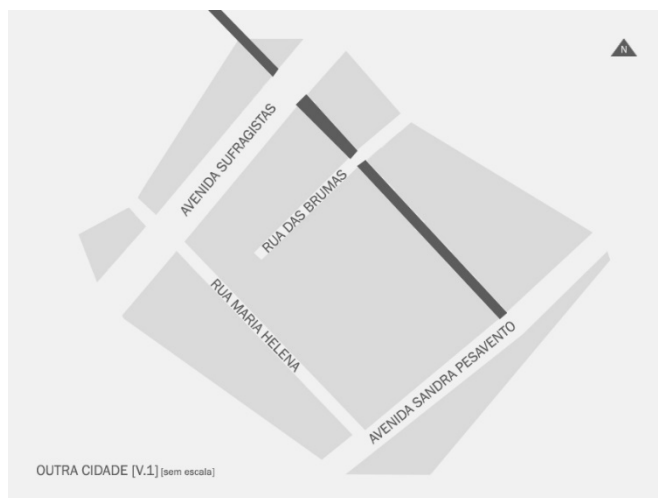 N
AVENIDA SUFRAGISTAS
RUA DAS BRUMAS
RUA MARIA HELENA
AVENIDA SANDRA PESAVENTO
OUTRA CIDADE [V.1] [sem escala]